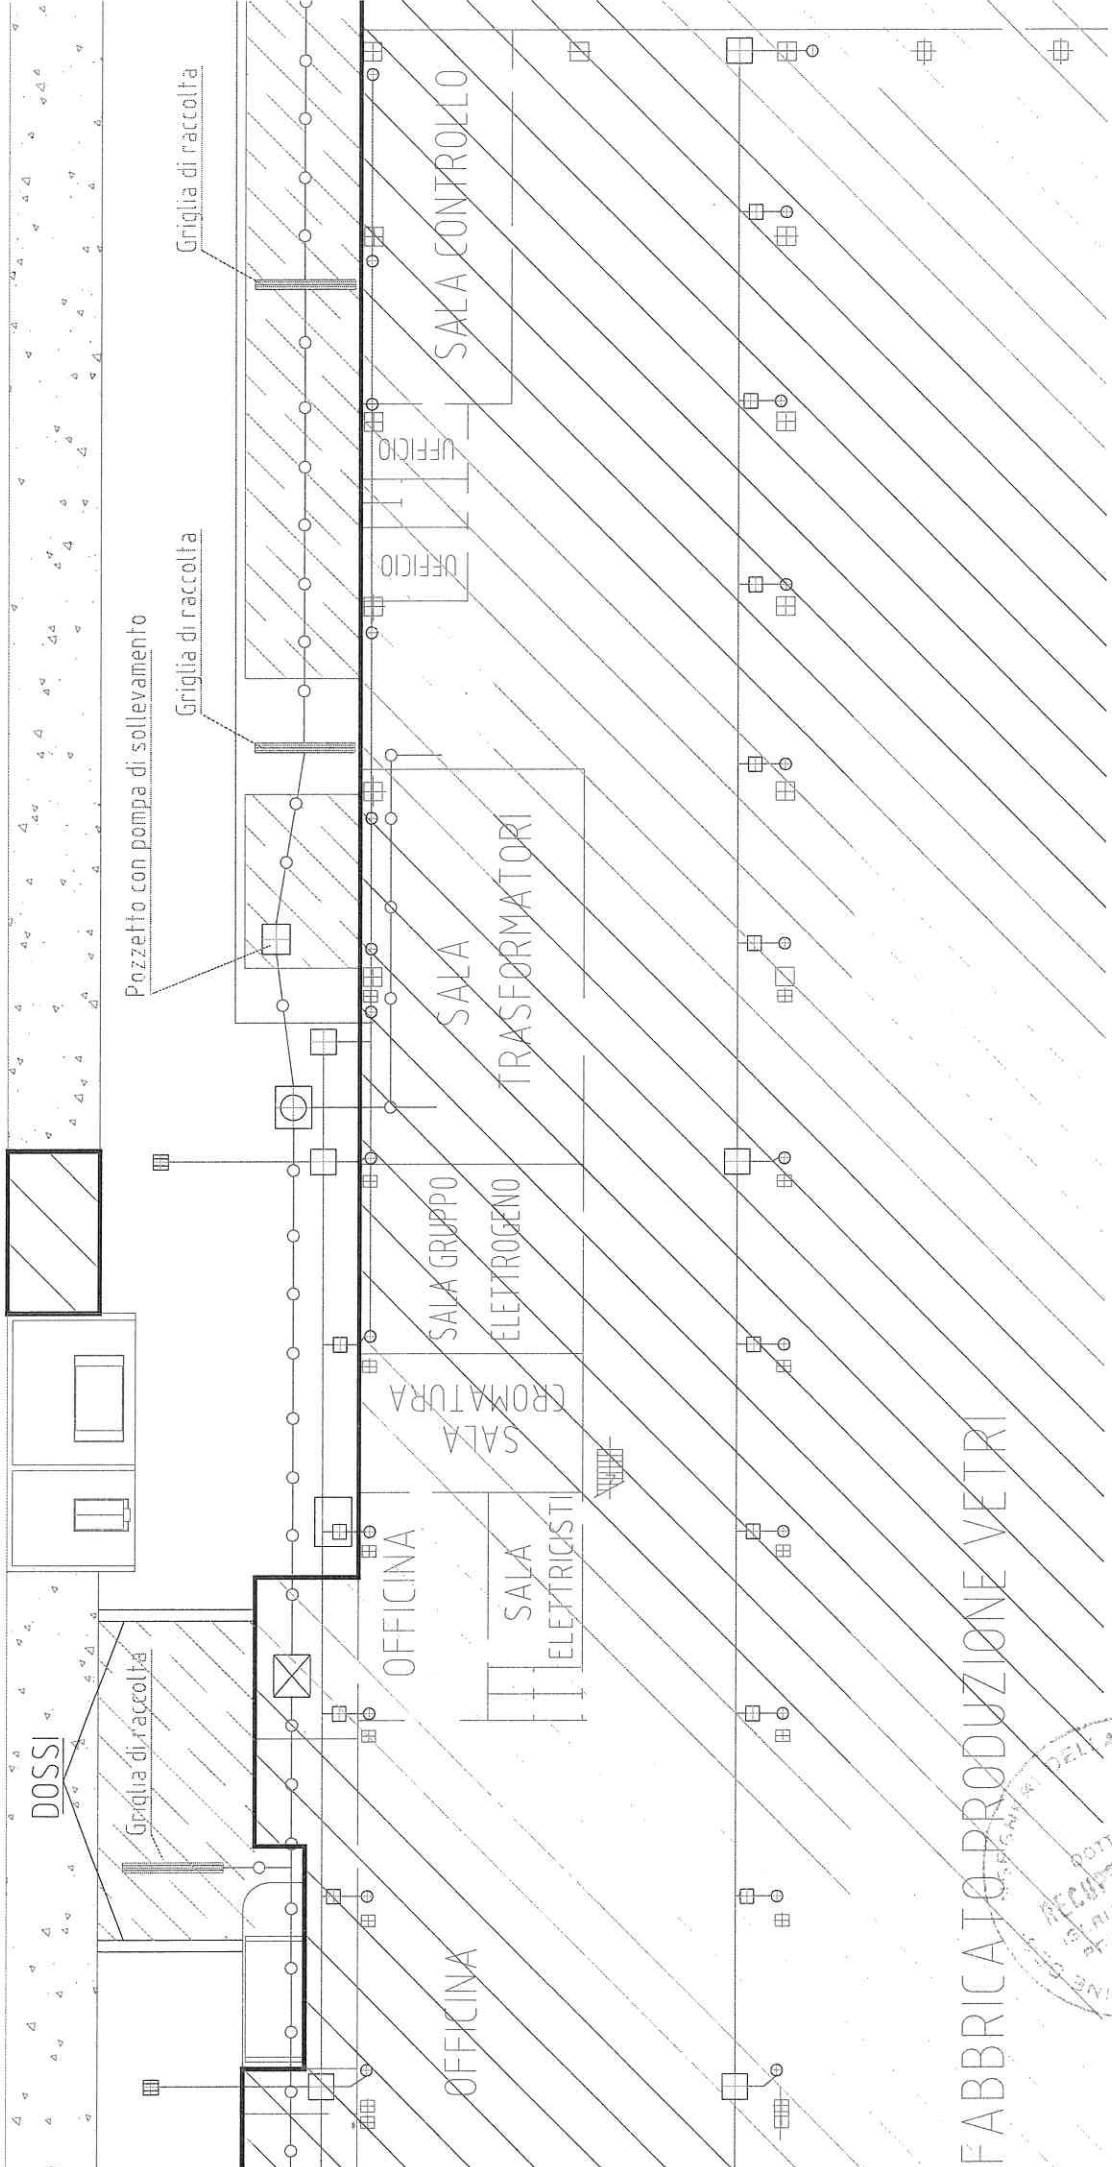 Griglia di raccolta
Griglia di raccolta
Pozzetto con pompa di sollevamento
Griglia di raccolta
DOSSI
SALA CONTROLLO
UFFICIO
UFFICIO
SALA
TRASFORMATORI
SALA GRUPPO
ELETTROGENO
SALA
CROMATURA
OFFICINA
SALA
ELETTRICISTI
OFFICINA
FABBRICATO PRODUZIONE VETRI